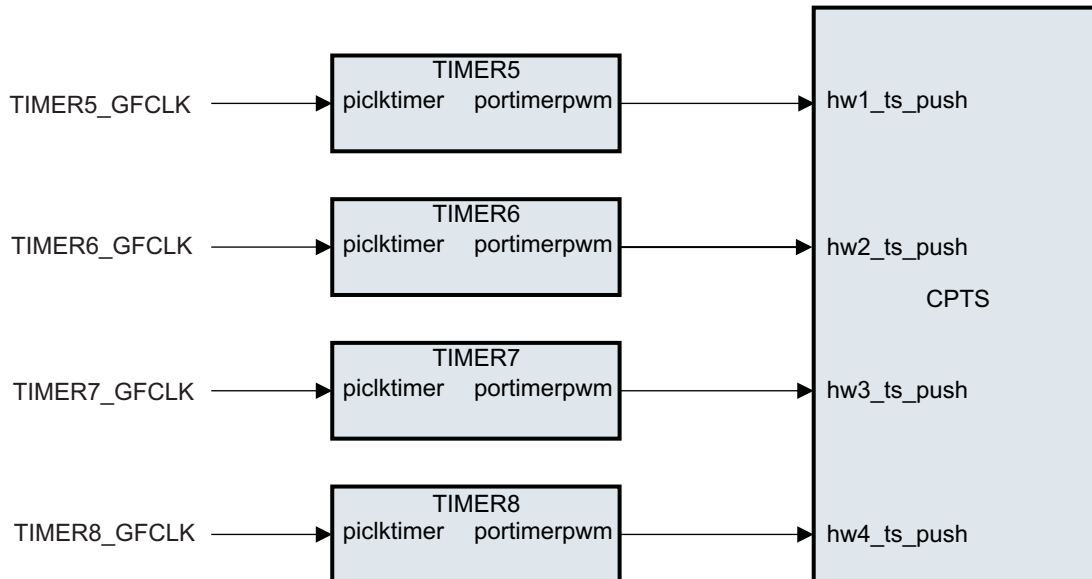 TIMER5
TIMER5_GFCLK
piclktimer portimerpwm
hw1_ts_push
TIMER6
TIMER6_GFCLK
piclktimer portimerpwm
hw2_ts_push
CPTS
TIMER7
TIMER7_GFCLK
piclktimer portimerpwm
hw3_ts_push
TIMER8
TIMER8_GFCLK
piclktimer portimerpwm
hw4_ts_push